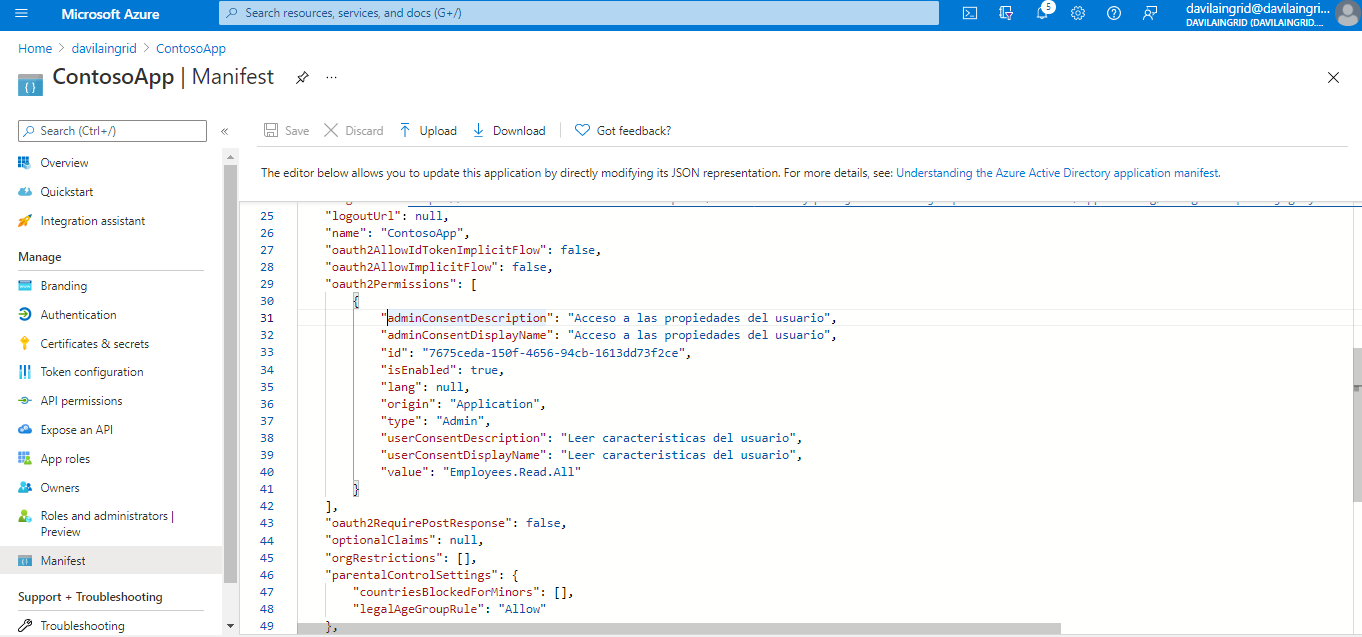 Microsoft Azure
Search resources, services, and docs (G+/)
5
davilaingrid@davilaingri...
DAVILAINGRID (DAVILAINGRID....
Home > davilaingrid > ContosoApp
ContosoApp | Manifest
Search (Ctrl+/)
Overview
Quickstart
Integration assistant
Manage
Branding
Authentication
Certificates & secrets
Token configuration
API permissions
Expose an API
App roles
Owners
Roles and administrators |
Preview
Manifest
Support + Troubleshooting
Troubleshooting
Save
Discard
Upload
Download
Got feedback?
The editor below allows you to update this application by directly modifying its JSON representation. For more details, see: Understanding the Azure Active Directory application manifest.
25 "logoutUrl": null,
26 "name": "ContosoApp",
27 "oauth2AllowIdTokenImplicitFlow": false,
28 "oauth2AllowImplicitFlow": false,
29 "oauth2Permissions": [
30 {
31 "adminConsentDescription": "Acceso a las propiedades del usuario",
32 "adminConsentDisplayName": "Acceso a las propiedades del usuario",
33 "id": "7675ceda-150f-4656-94cb-1613dd73f2ce",
34 "isEnabled": true,
35 "lang": null,
36 "origin": "Application",
37 "type": "Admin",
38 "userConsentDescription": "Leer caracteristicas del usuario",
39 "userConsentDisplayName": "Leer caracteristicas del usuario",
40 "value": "Employees.Read.All"
41 }
42 ],
43 "oauth2RequirePostResponse": false,
44 "optionalClaims": null,
45 "orgRestrictions": [],
46 "parentalControlSettings": {
47 "countriesBlockedForMinors": [],
48 "legalAgeGroupRule": "Allow"
49 },